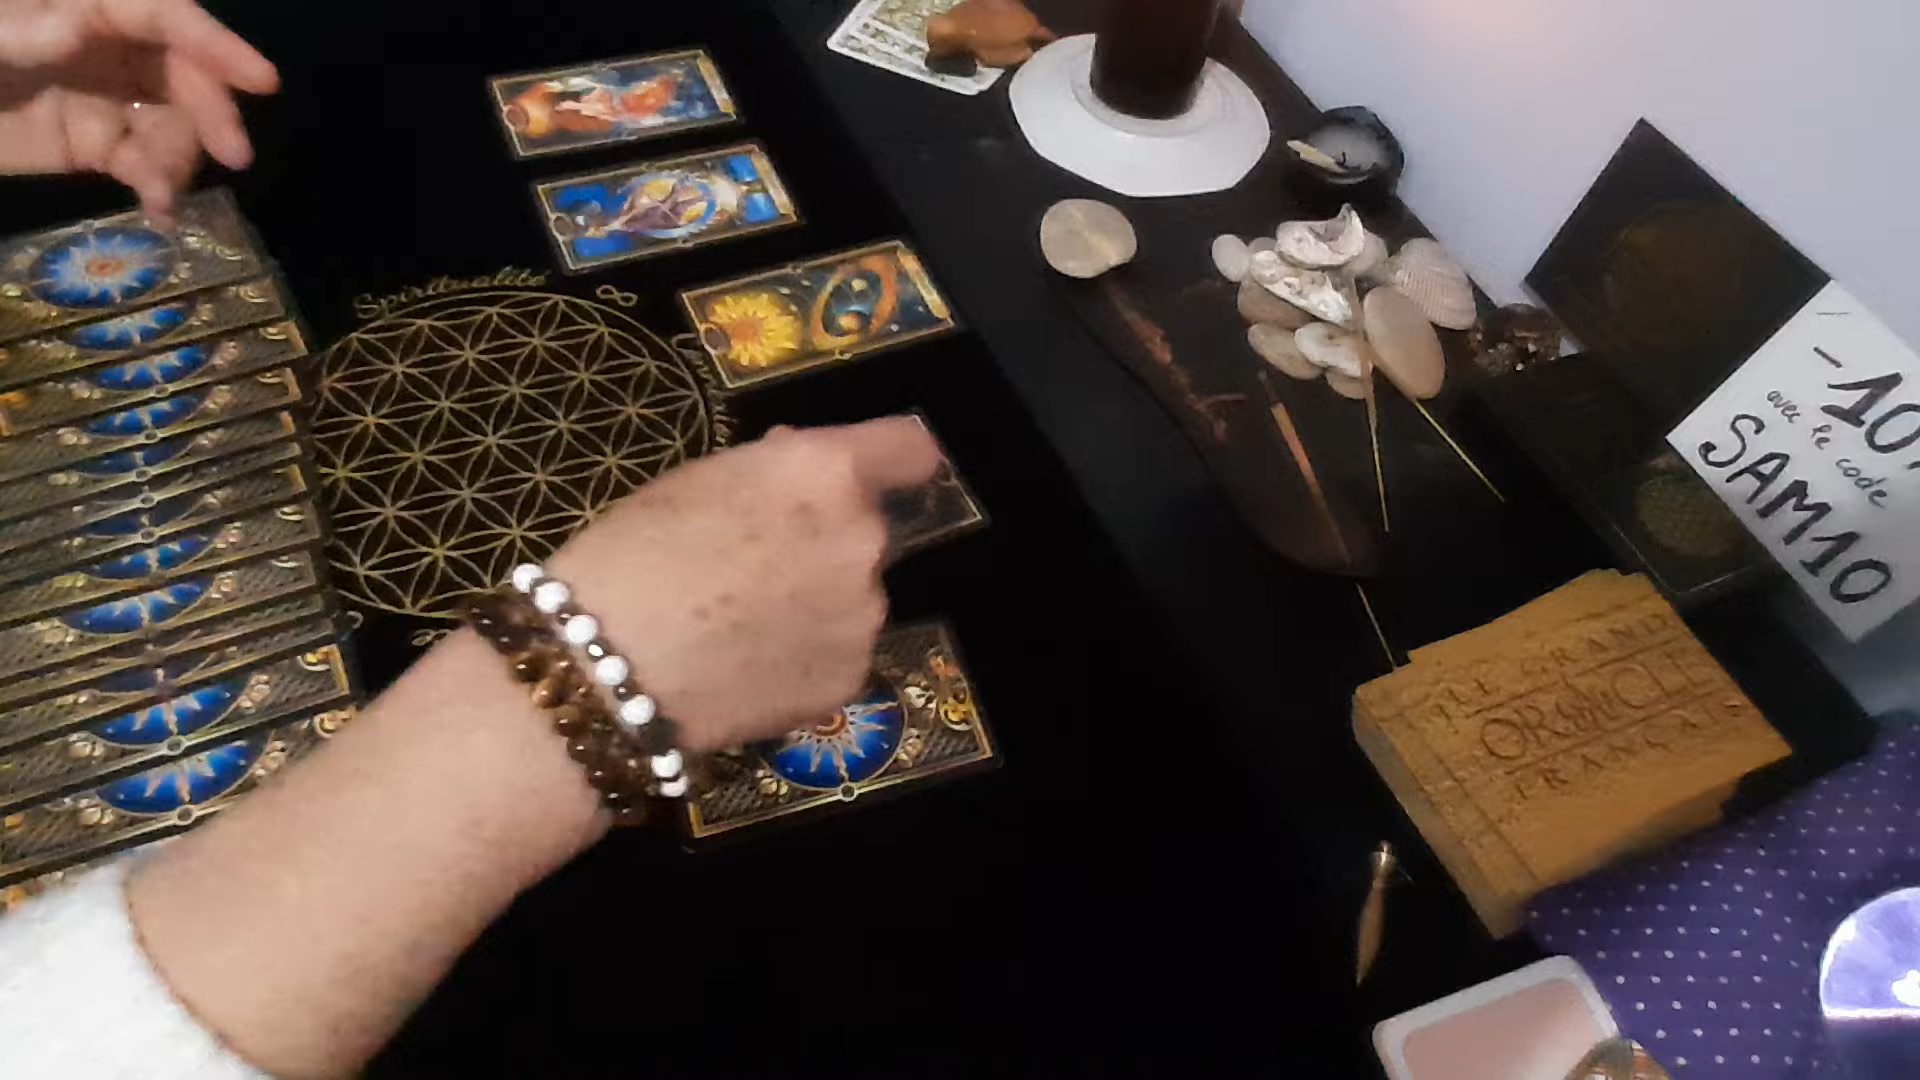 Spiritualité
-10%
avec le code
SAM10
LE GRAND
ORACLE
FRANÇAIS